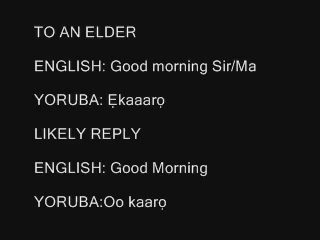 TO AN ELDER
ENGLISH: Good morning Sir/Ma
YORUBA: Ẹkaaarọ
LIKELY REPLY
ENGLISH: Good Morning
YORUBA:Oo kaarọ